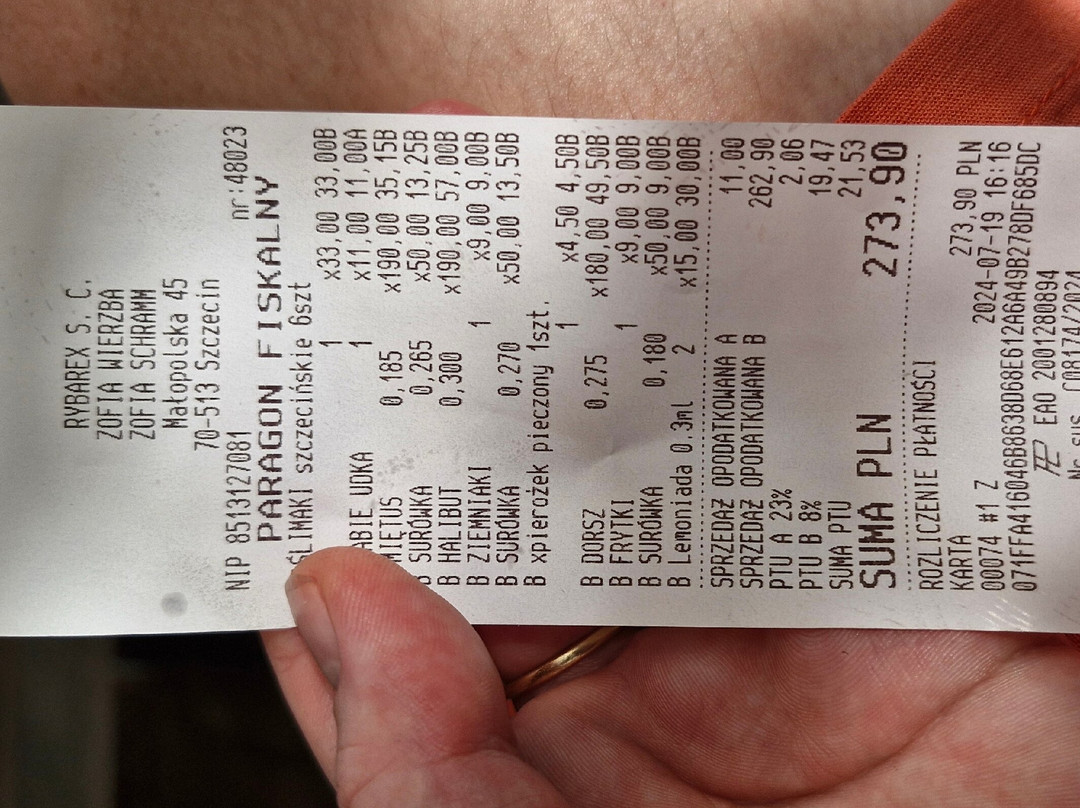 RYBAREX S. C.
ZOFIA WIERZBA
ZOFIA SCHRAMM
Małopolska 45
70-513 Szczecin
NIP 8513127081 nr:48023
PARAGON FISKALNY
ŚLIMAKI szczecińskie 6szt
1 x33,00 33,00B
ŻABIE UDKA 1 x11,00 11,00A
MIĘTUS 0,185 x190,00 35,15B
B SURÓWKA 0,265 x50,00 13,25B
B HALIBUT 0,300 x190,00 57,00B
B ZIEMNIAKI 1 x9,00 9,00B
B SURÓWKA 0,270 x50,00 13,50B
B xpierożek pieczony 1szt.
1 x4,50 4,50B
B DORSZ 0,275 x180,00 49,50B
B FRYTKI 1 x9,00 9,00B
B SURÓWKA 0,180 x50,00 9,00B
B Lemoniada 0.3ml 2 x15,00 30,00B
SPRZEDAŻ OPODATKOWANA A 11,00
SPRZEDAŻ OPODATKOWANA B 262,90
PTU A 23% 2,06
PTU B 8% 19,47
SUMA PTU 21,53
SUMA PLN 273,90
ROZLICZENIE PŁATNOŚCI
KARTA 273,90 PLN
00074 #1 Z 2024-07-19 16:16
071FFA416046B8638D68E612A6A49B278DF685DC
EAO 2001280894